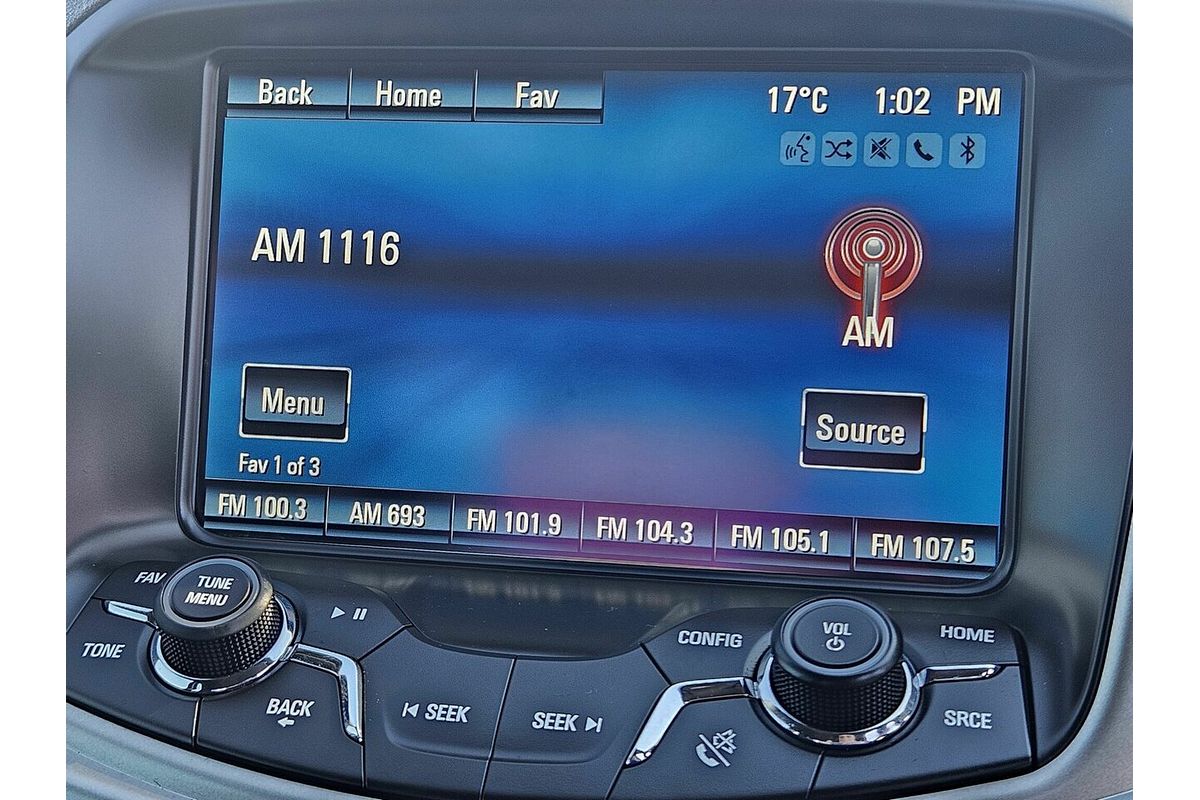 Back Home Fav 17°C 1:02 PM
AM 1116
AM
Menu
Source
Fav 1 of 3
FM 100.3 AM 693 FM 101.9 FM 104.3 FM 105.1 FM 107.5
FAV
TUNE
MENU
TONE
BACK
SEEK
SEEK
CONFIG
VOL
HOME
SRCE